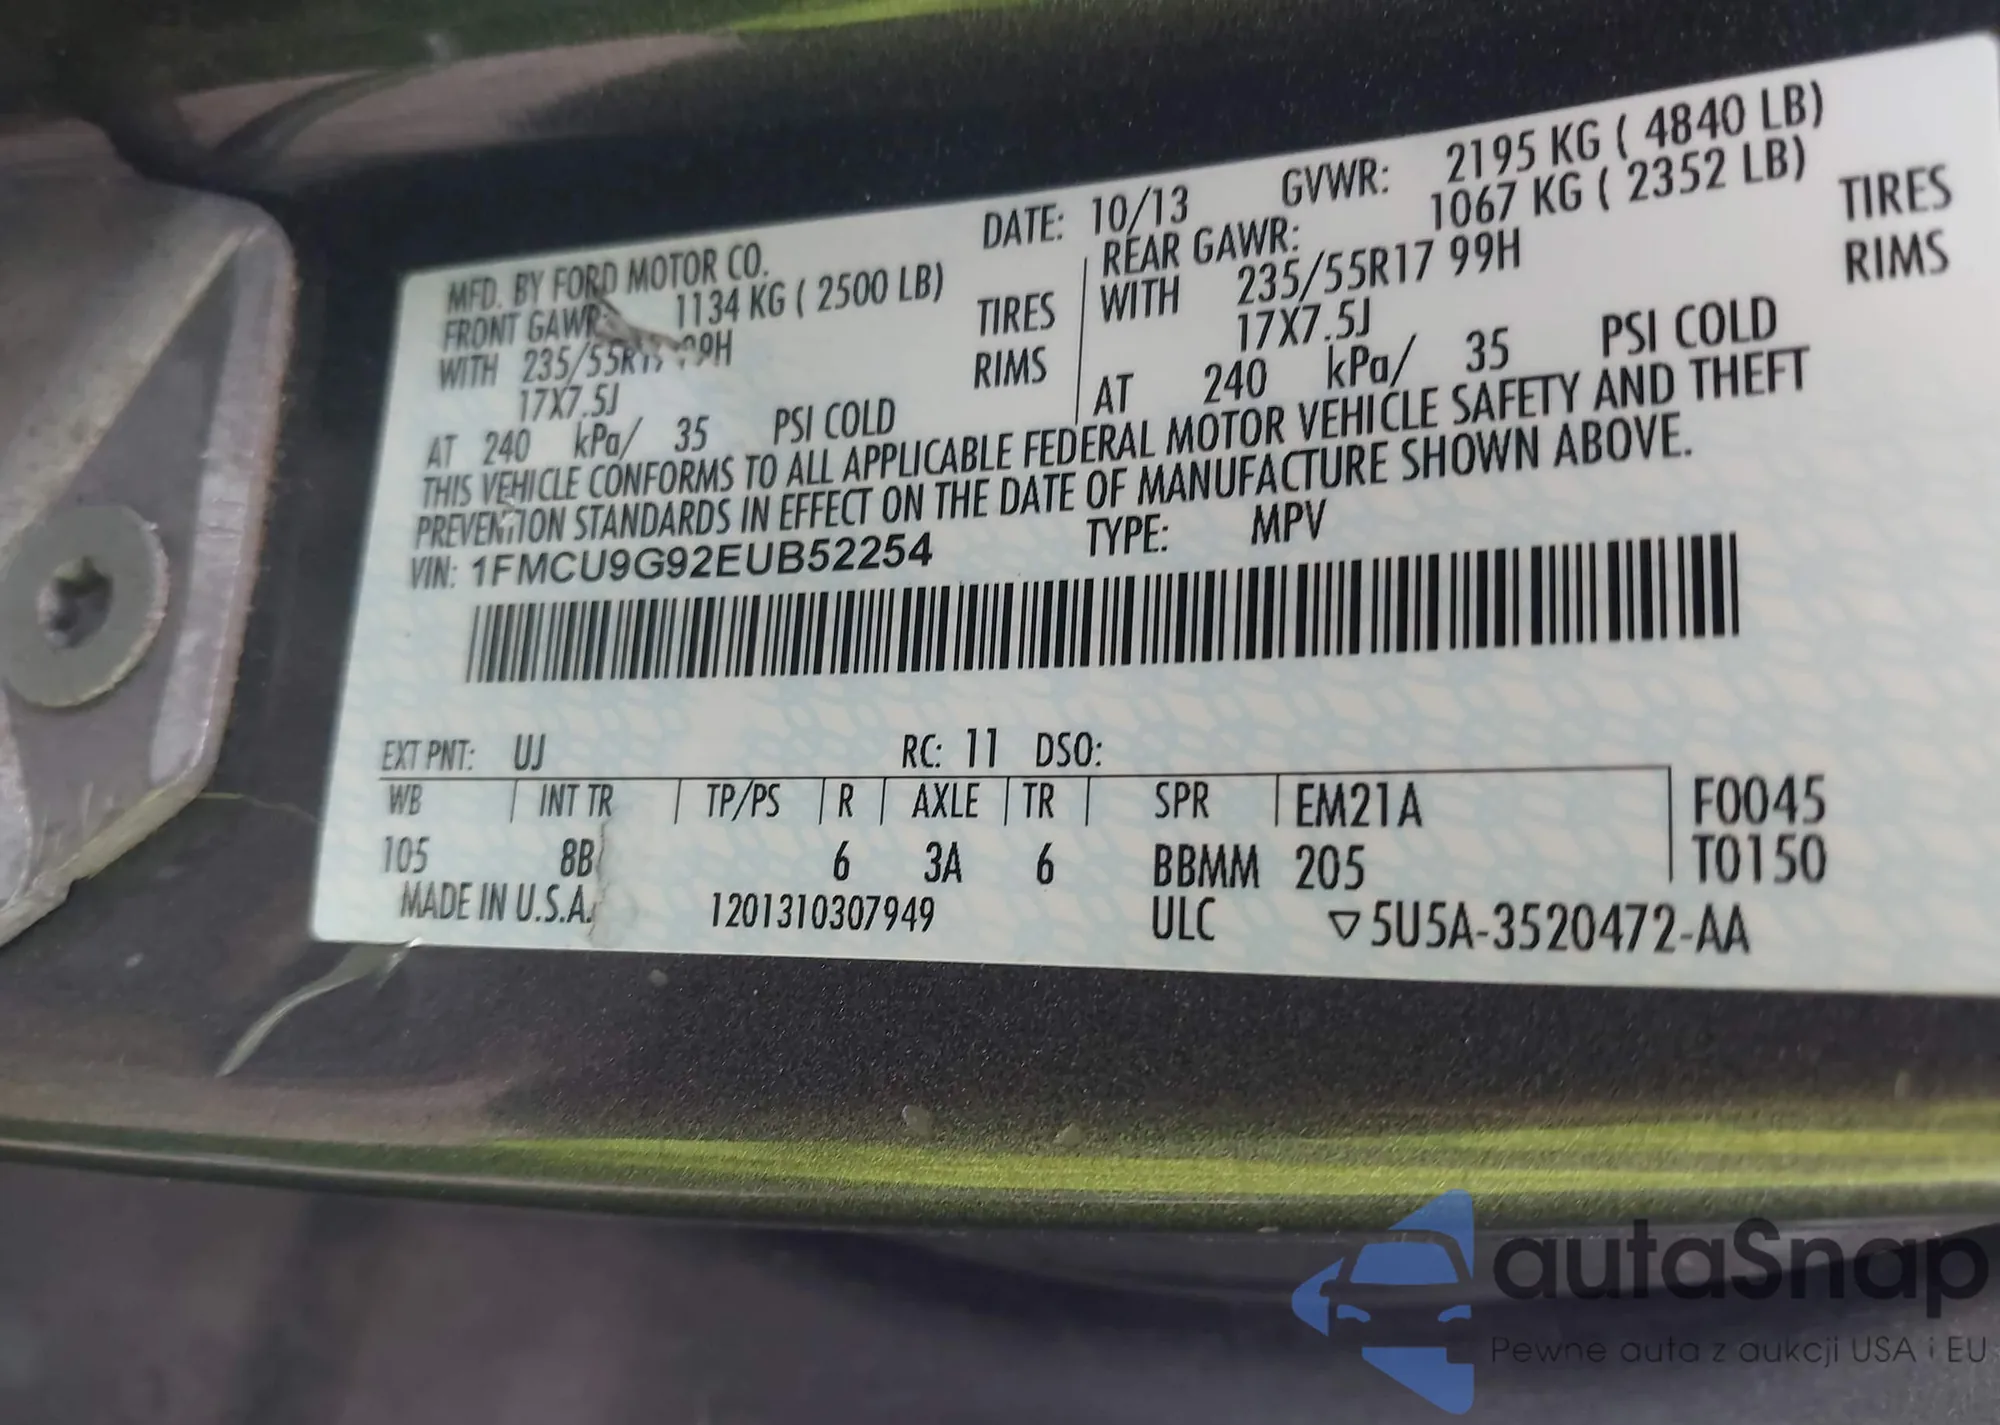 MFD. BY FORD MOTOR CO. DATE: 10/13 GVWR: 2195 KG ( 4840 LB)
FRONT GAWR: 1134 KG ( 2500 LB) REAR GAWR: 1067 KG ( 2352 LB)
WITH 235/55R17 99H TIRES WITH 235/55R17 99H TIRES
17X7.5J RIMS 17X7.5J RIMS
AT 240 kPa/ 35 PSI COLD AT 240 kPa/ 35 PSI COLD
THIS VEHICLE CONFORMS TO ALL APPLICABLE FEDERAL MOTOR VEHICLE SAFETY AND THEFT
PREVENTION STANDARDS IN EFFECT ON THE DATE OF MANUFACTURE SHOWN ABOVE.
VIN: 1FMCU9G92EUB52254 TYPE: MPV
EXT PNT: UJ RC: 11 DSO:
WB INT TR TP/PS R AXLE TR SPR EM21A F0045
105 8B 6 3A 6 BBMM 205 T0150
MADE IN U.S.A. 1201310307949 ULC ▽5U5A-3520472-AA
autaSnap
Pewne auta z aukcji USA i EU